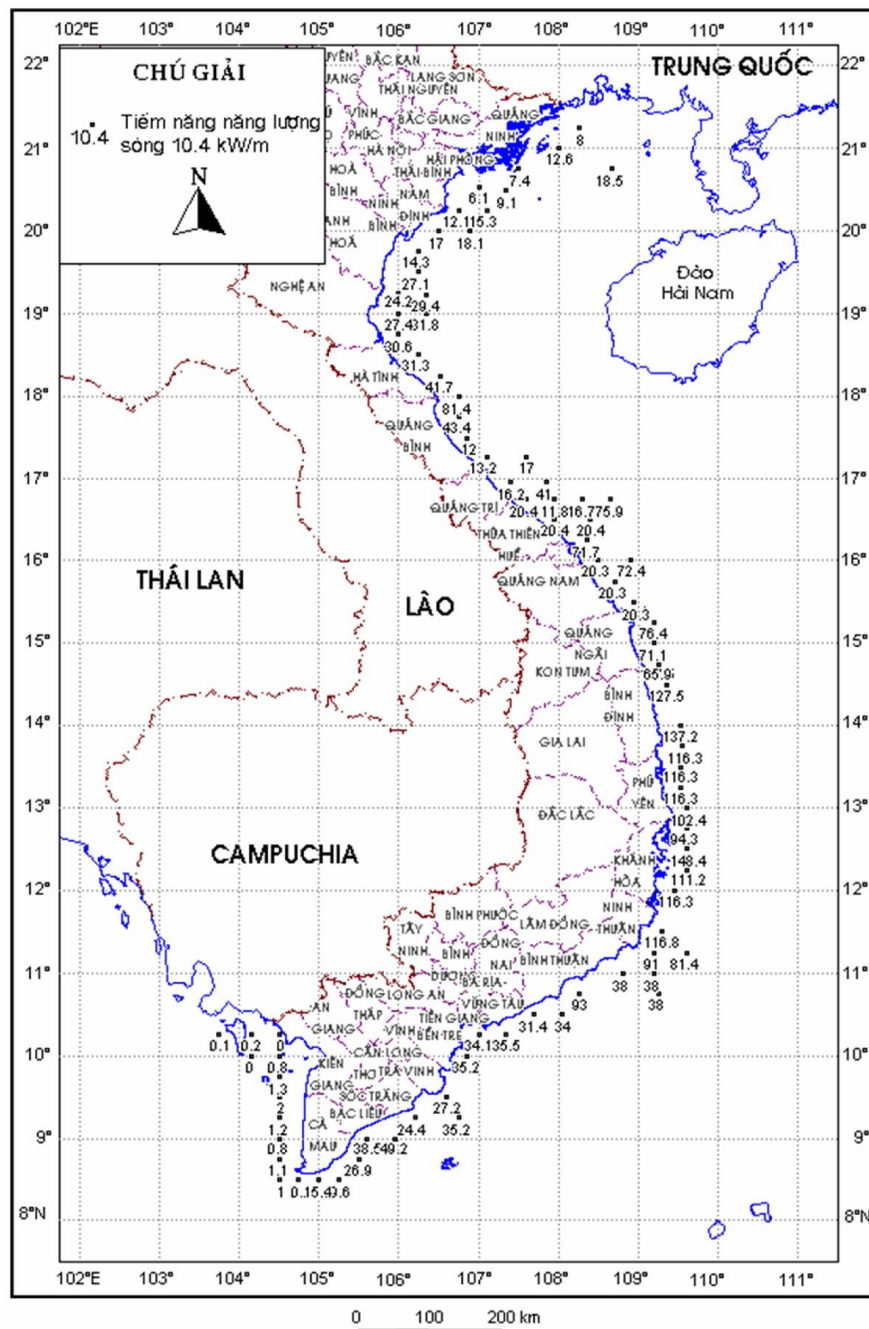 102°E 103° 104° 105° 106° 107° 108° 109° 110° 111°
22° 22°
CHÚ GIẢI
10.4 Tiềm năng năng lượng
sóng 10.4 kW/m
N
TRUNG QUỐC
BẮC KẠN
LẠNG SƠN
THÁI NGUYÊN
VĨNH
PHÚC
BẮC GIANG
QUẢNG
NINH
8
21° 21°
HÀ NỘI
HẢI PHÒNG
12.6
18.5
HOÀ
BÌNH
THÁI BÌNH
7.4
6.1
9.1
NAM
ĐỊNH
NINH
BÌNH
20° 20°
12.1 15.3
17 18.1
HOÁ
14.3
27.1
NGHỆ AN
Đảo
Hải Nam
19° 19°
24.2 29.4
27.4 31.8
30.6
31.3
HÀ TĨNH
41.7
18° 18°
81.4
43.4
QUẢNG
BÌNH
12
13.2 17
17° 17°
16.2 41
QUẢNG TRỊ
20.4 11.8 16.7 75.9
20.4 20.4
THỪA THIÊN
HUẾ
71.7
16° 16°
20.3 72.4
QUẢNG NAM
20.3
THÁI LAN
LÀO
20.3
15° 15°
QUẢNG
NGÃI
76.4
71.1
KON TUM
65.9
BÌNH
ĐỊNH
127.5
14° 14°
137.2
GIA LAI
116.3
116.3
PHÚ
YÊN
116.3
13° 13°
ĐẮC LẮC
102.4
94.3
CAMPUCHIA
KHÁNH
HÒA
148.4
111.2
12° 12°
116.3
BÌNH PHƯỚC
LÂM ĐỒNG
NINH
THUẬN
TÂY
NINH
BÌNH
DƯƠNG
ĐỒNG
NAI
BÌNH THUẬN
116.8
91 81.4
11° 11°
BÀ RỊA
VŨNG TÀU
38 38
38
93
AN
GIANG
ĐỒNG
THÁP
LONG AN
TIỀN GIANG
31.4 34
VĨNH
LONG
BẾN TRE
34.1 35.5
0.1 0.2 0
10° 10°
0 0.8
KIÊN
GIANG
CẦN
THƠ
TRÀ VINH
35.2
1.3
SÓC TRĂNG
2
BẠC LIÊU
27.2
1.2
CÀ
MAU
24.4 35.2
9° 9°
0.8
38.5 49.2
1.1
26.9
1
8°N 8°N
102°E 103° 104° 105° 106° 107° 108° 109° 110° 111°
0 100 200 km